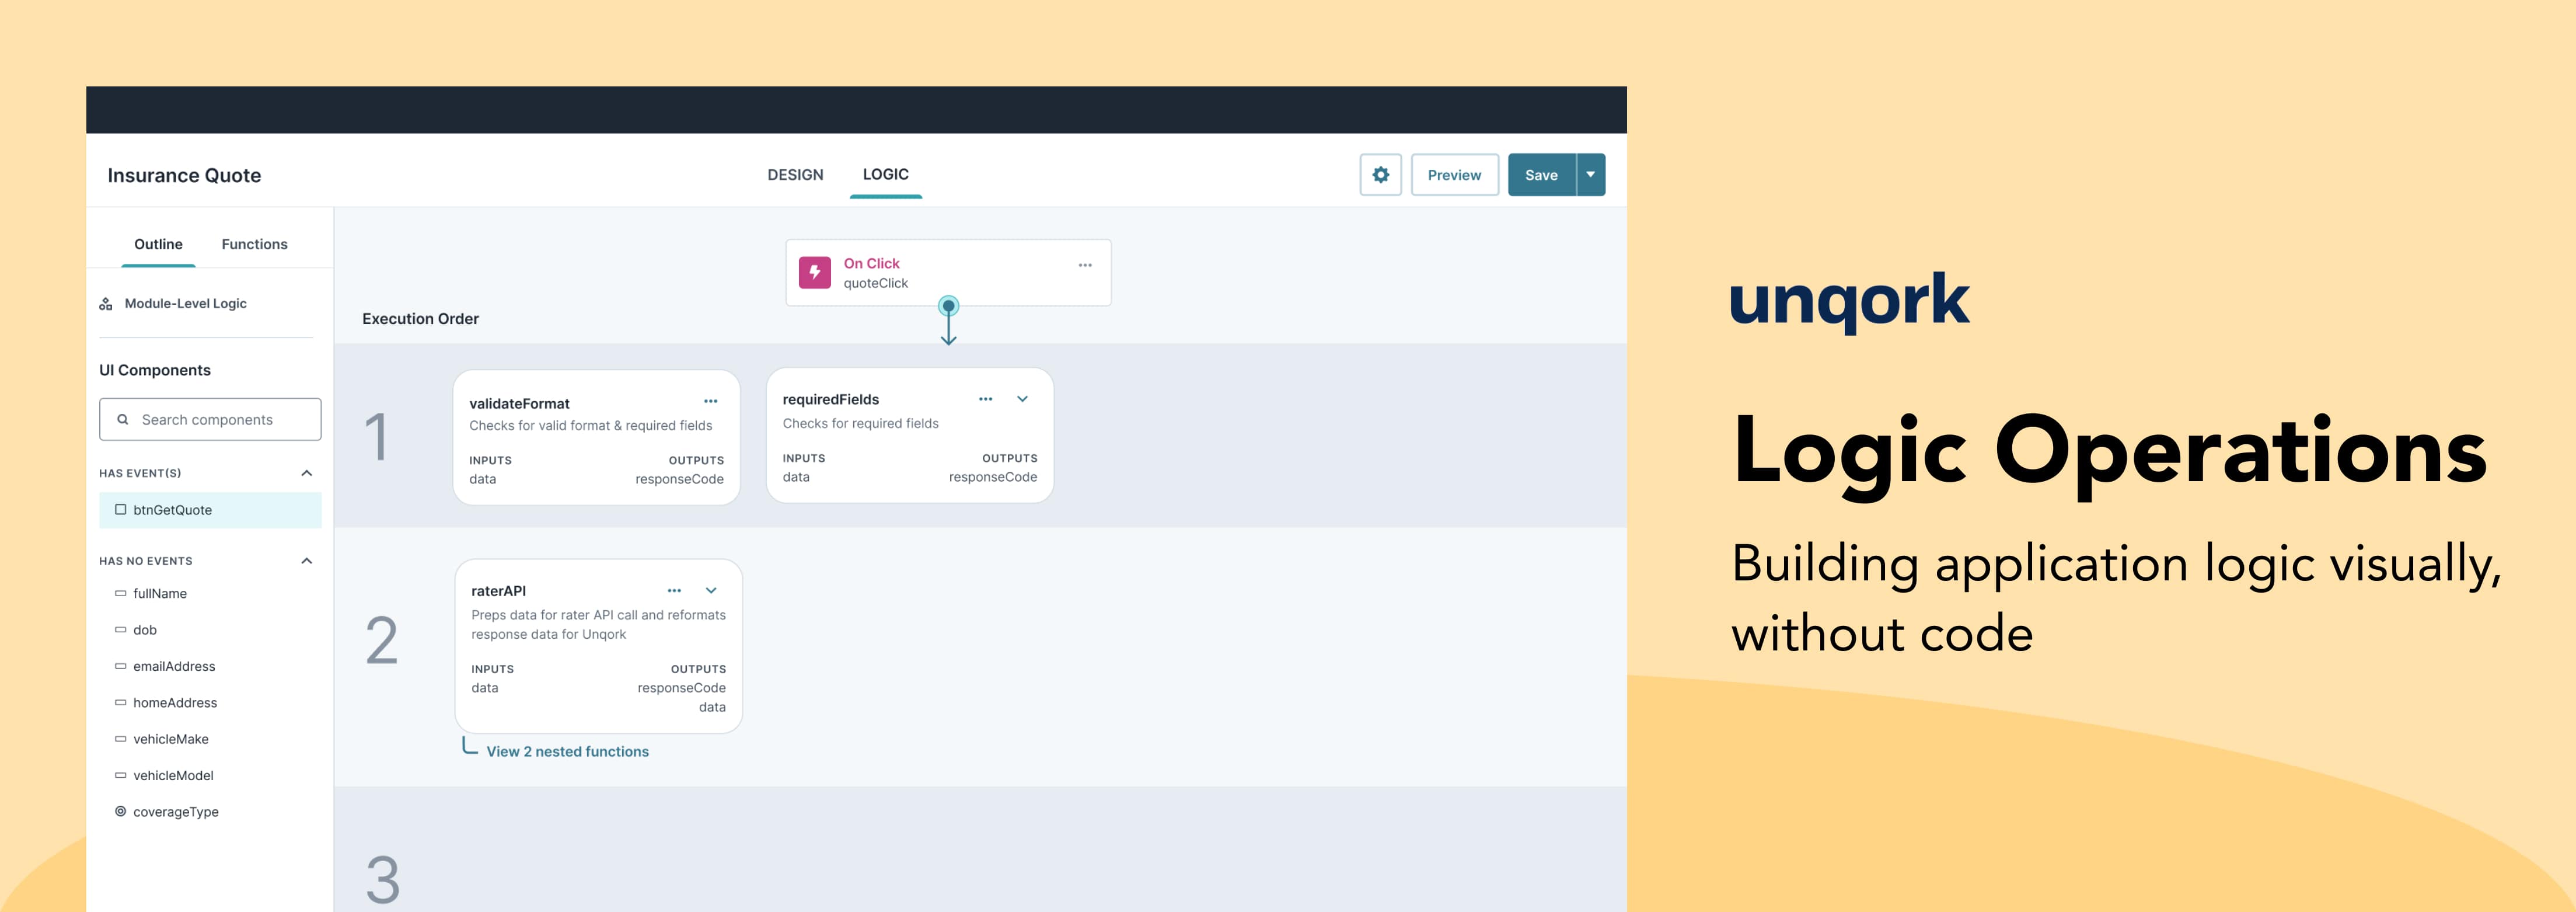 Insurance Quote
DESIGN
LOGIC
Preview
Save
Outline
Functions
Module-Level Logic
UI Components
Search components
HAS EVENT(S)
btnGetQuote
HAS NO EVENTS
fullName
dob
emailAddress
homeAddress
vehicleMake
vehicleModel
coverageType
On Click
quoteClick
Execution Order
1
validateFormat
Checks for valid format & required fields
INPUTS
OUTPUTS
data
responseCode
requiredFields
Checks for required fields
INPUTS
OUTPUTS
data
responseCode
2
raterAPI
Preps data for rater API call and reformats
response data for Unqork
INPUTS
OUTPUTS
data
responseCode
data
View 2 nested functions
3
unqork
Logic Operations
Building application logic visually,
without code